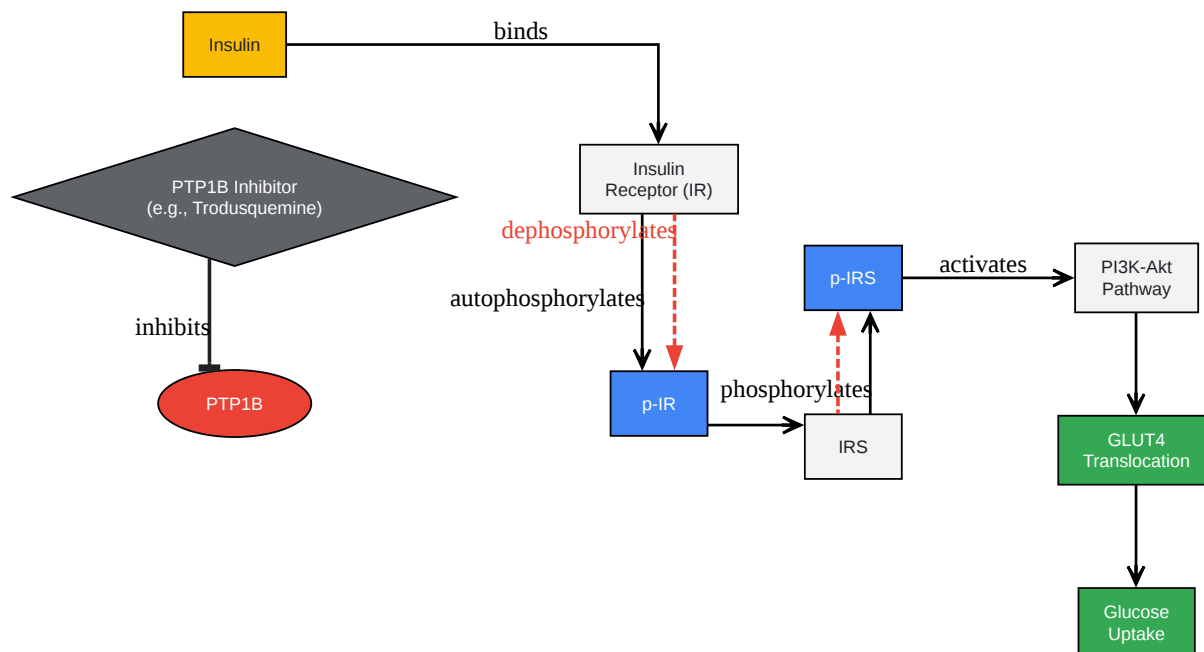 binds
Insulin
PTP1B Inhibitor
(e.g., Trodusquemine)
Insulin
Receptor (IR)
dephosphorylates
autophosphorylates
inhibits
PTP1B
p-IR
phosphorylates
IRS
p-IRS
activates
PI3K-Akt
Pathway
GLUT4
Translocation
Glucose
Uptake